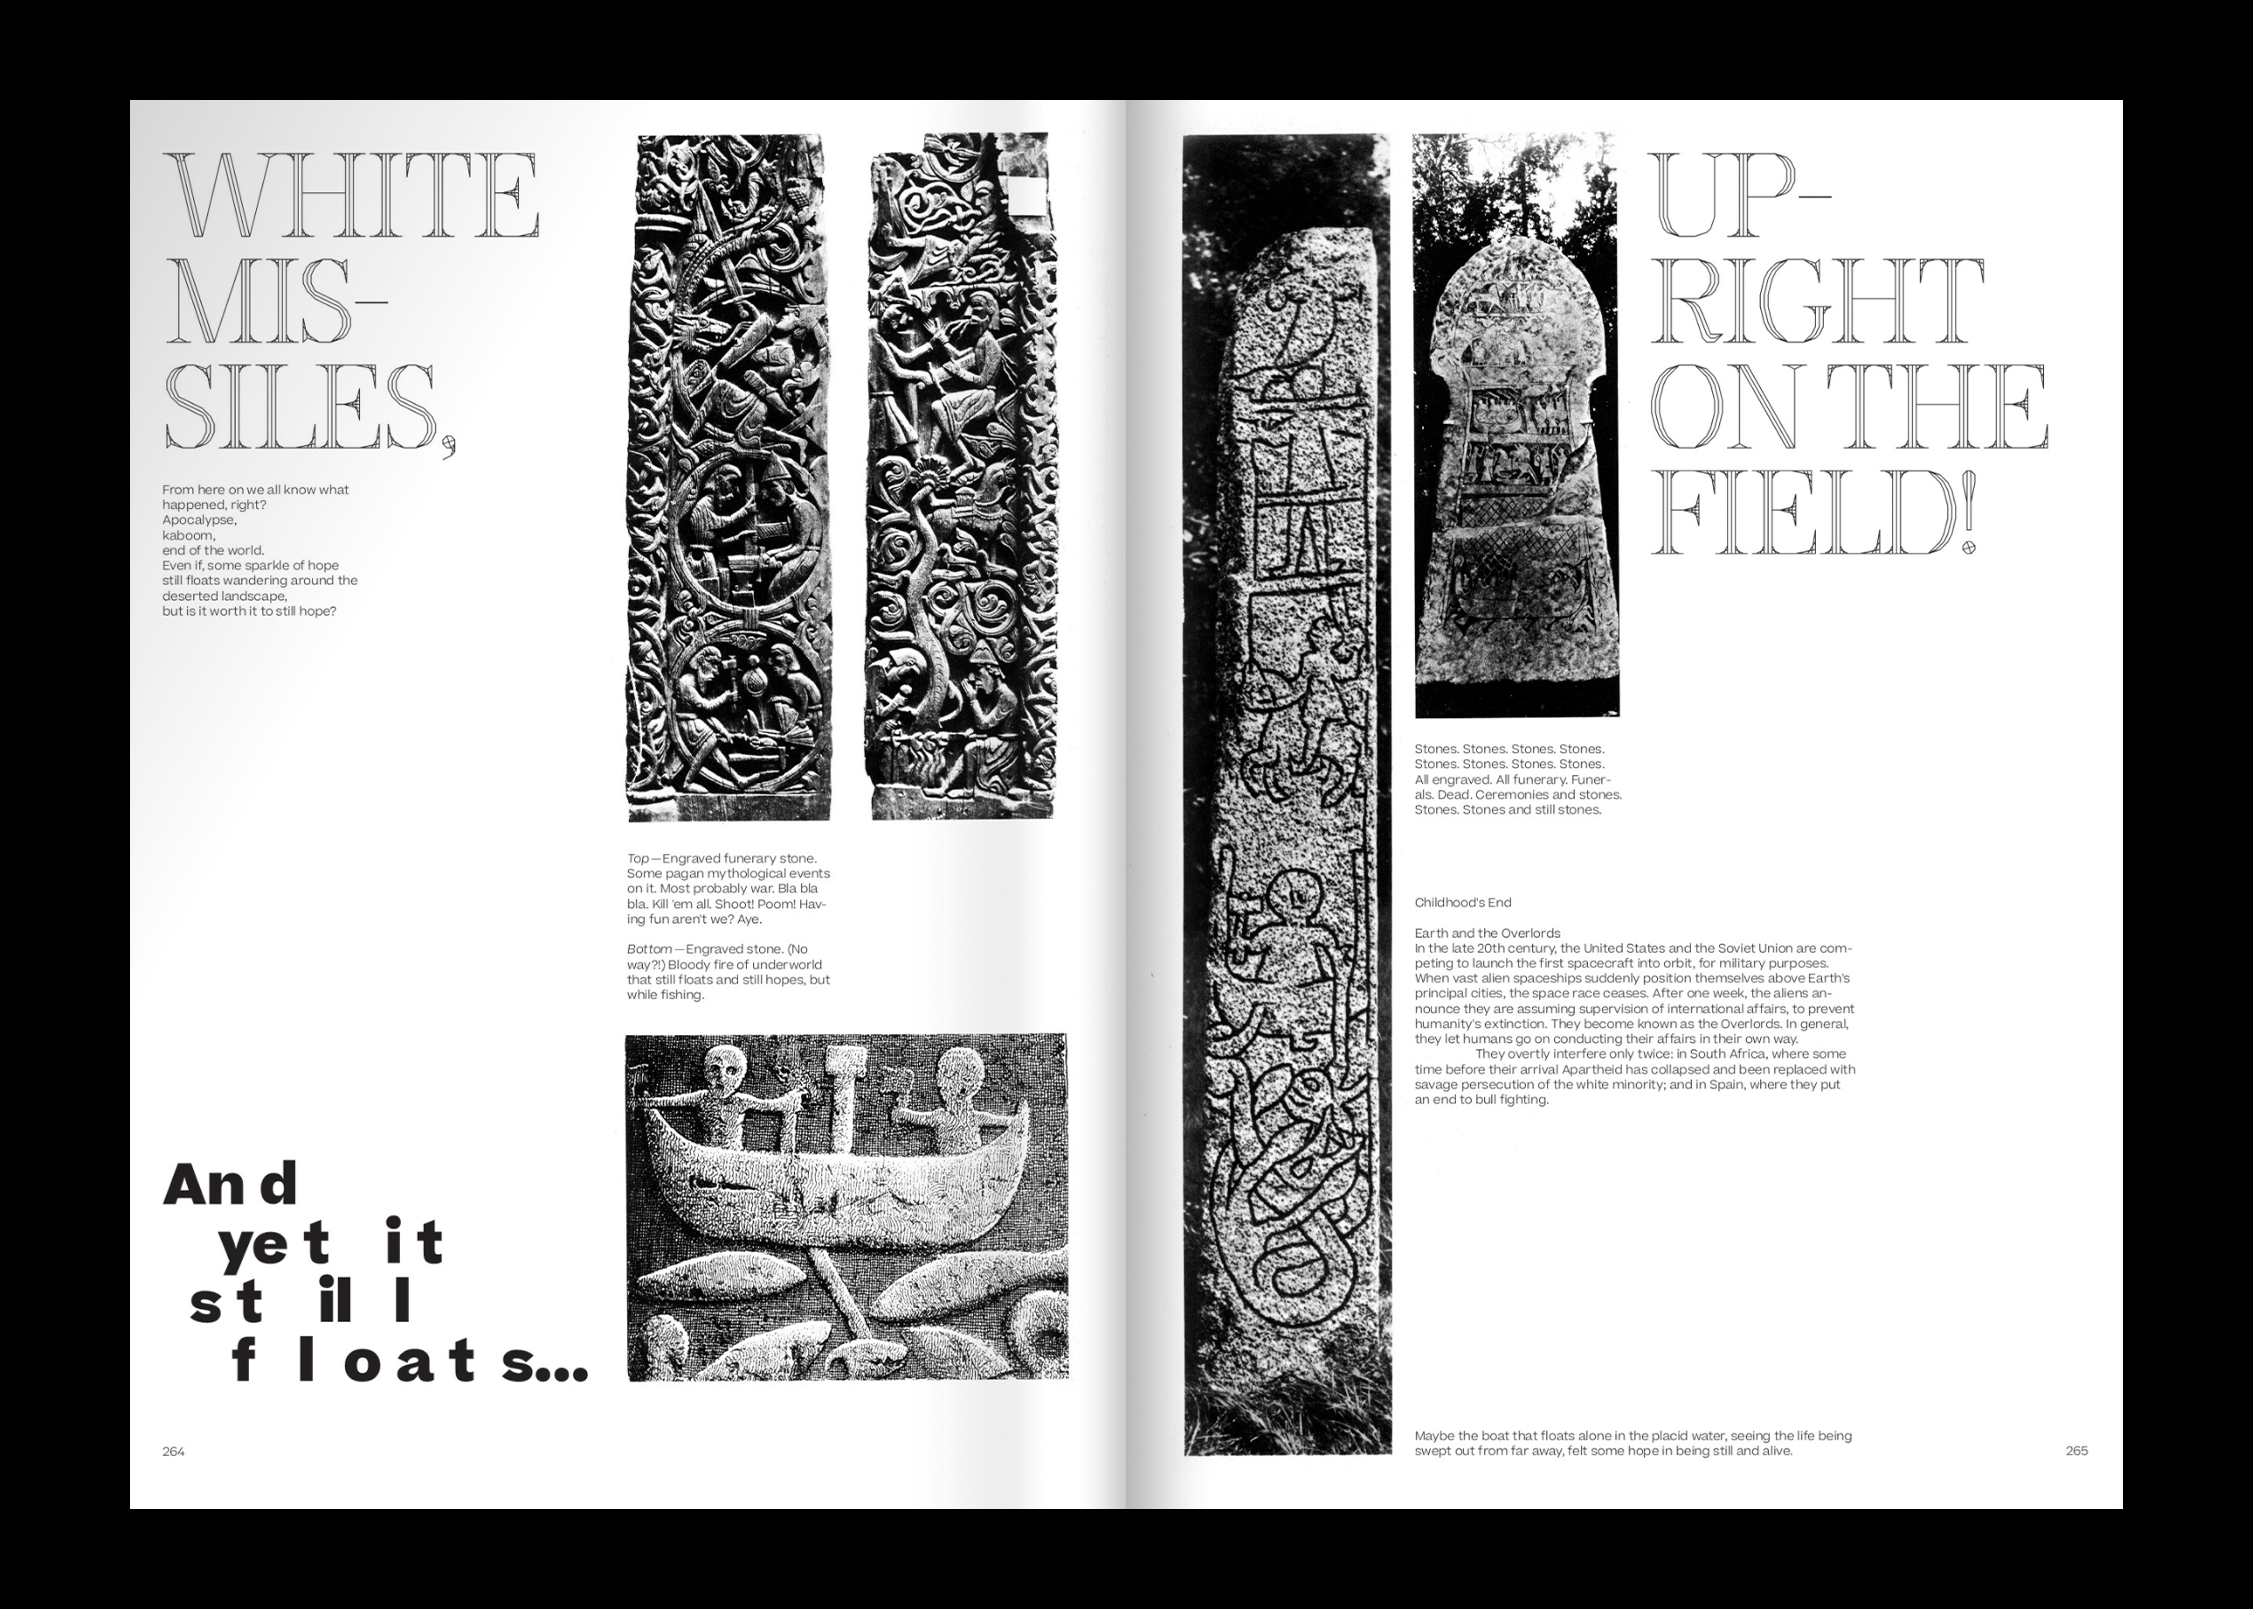 WHITE
MIS–
SILES,
From here on we all know what
happened, right?
Apocalypse,
kaboom,
end of the world.
Even if, some sparkle of hope
still floats wandering around the
deserted landscape,
but is it worth it to still hope?
Top—Engraved funerary stone.
Some pagan mythological events
on it. Most probably war. Bla bla
bla. Kill 'em all. Shoot! Poom! Hav-
ing fun aren't we? Aye.
Bottom—Engraved stone. (No
way?!) Bloody fire of underworld
that still floats and still hopes, but
while fishing.
And
yet it
still
floats...
264
UP–
RIGHT
ON THE
FIELD!
Stones. Stones. Stones. Stones.
Stones. Stones. Stones. Stones.
All engraved. All funerary. Funer-
als. Dead. Ceremonies and stones.
Stones. Stones and still stones.
Childhood's End
Earth and the Overlords
In the late 20th century, the United States and the Soviet Union are com-
peting to launch the first spacecraft into orbit, for military purposes.
When vast alien spaceships suddenly position themselves above Earth's
principal cities, the space race ceases. After one week, the aliens an-
nounce they are assuming supervision of international affairs, to prevent
humanity's extinction. They become known as the Overlords. In general,
they let humans go on conducting their affairs in their own way.
They overtly interfere only twice: in South Africa, where some
time before their arrival Apartheid has collapsed and been replaced with
savage persecution of the white minority; and in Spain, where they put
an end to bull fighting.
Maybe the boat that floats alone in the placid water, seeing the life being
swept out from far away, felt some hope in being still and alive.
265